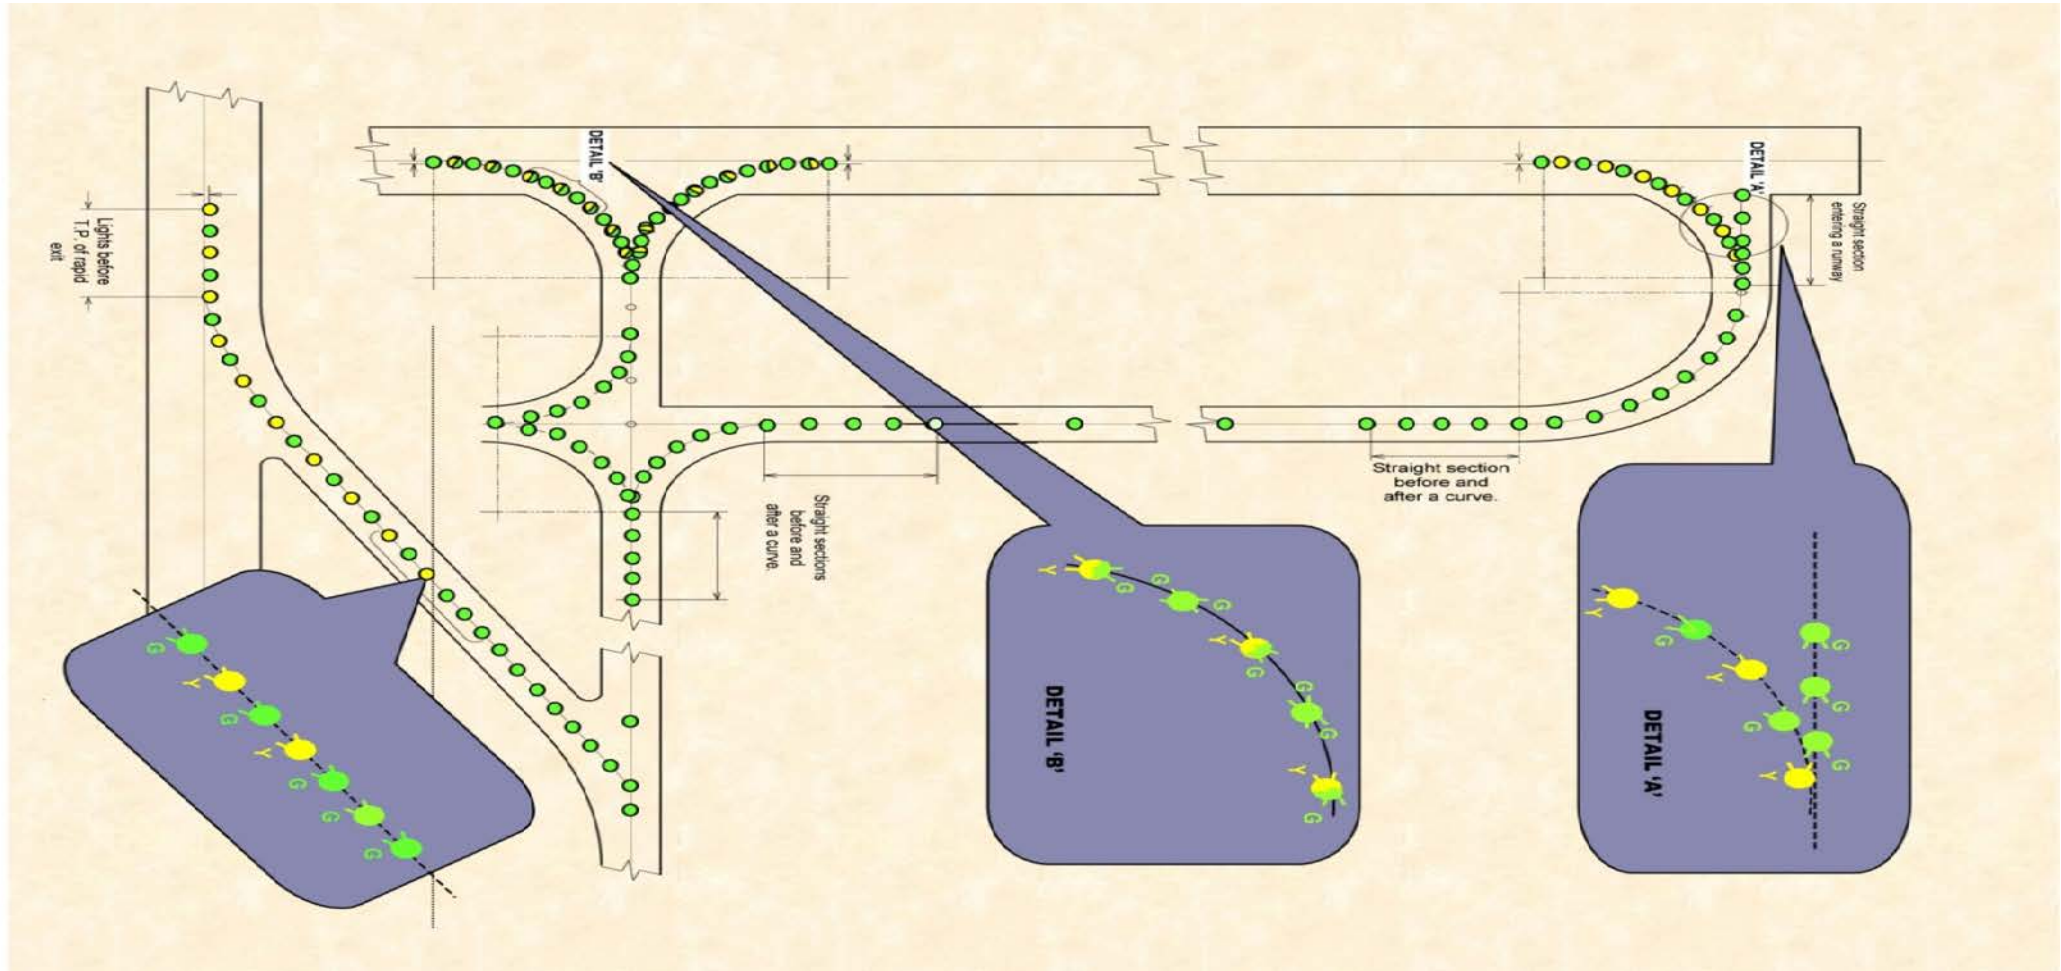 Lights before
T.P. of rapid
exit
DETAIL 'B'
DETAIL 'A'
Straight section
entering a runway
Straight section
before and
after a curve.
Straight sections
before and
after a curve.
G
Y
G
Y
G
G
G
Y
G
G
G
Y
G
G
G
Y
G
DETAIL 'B'
Y
G
Y
G
Y
G
G
G
DETAIL 'A'